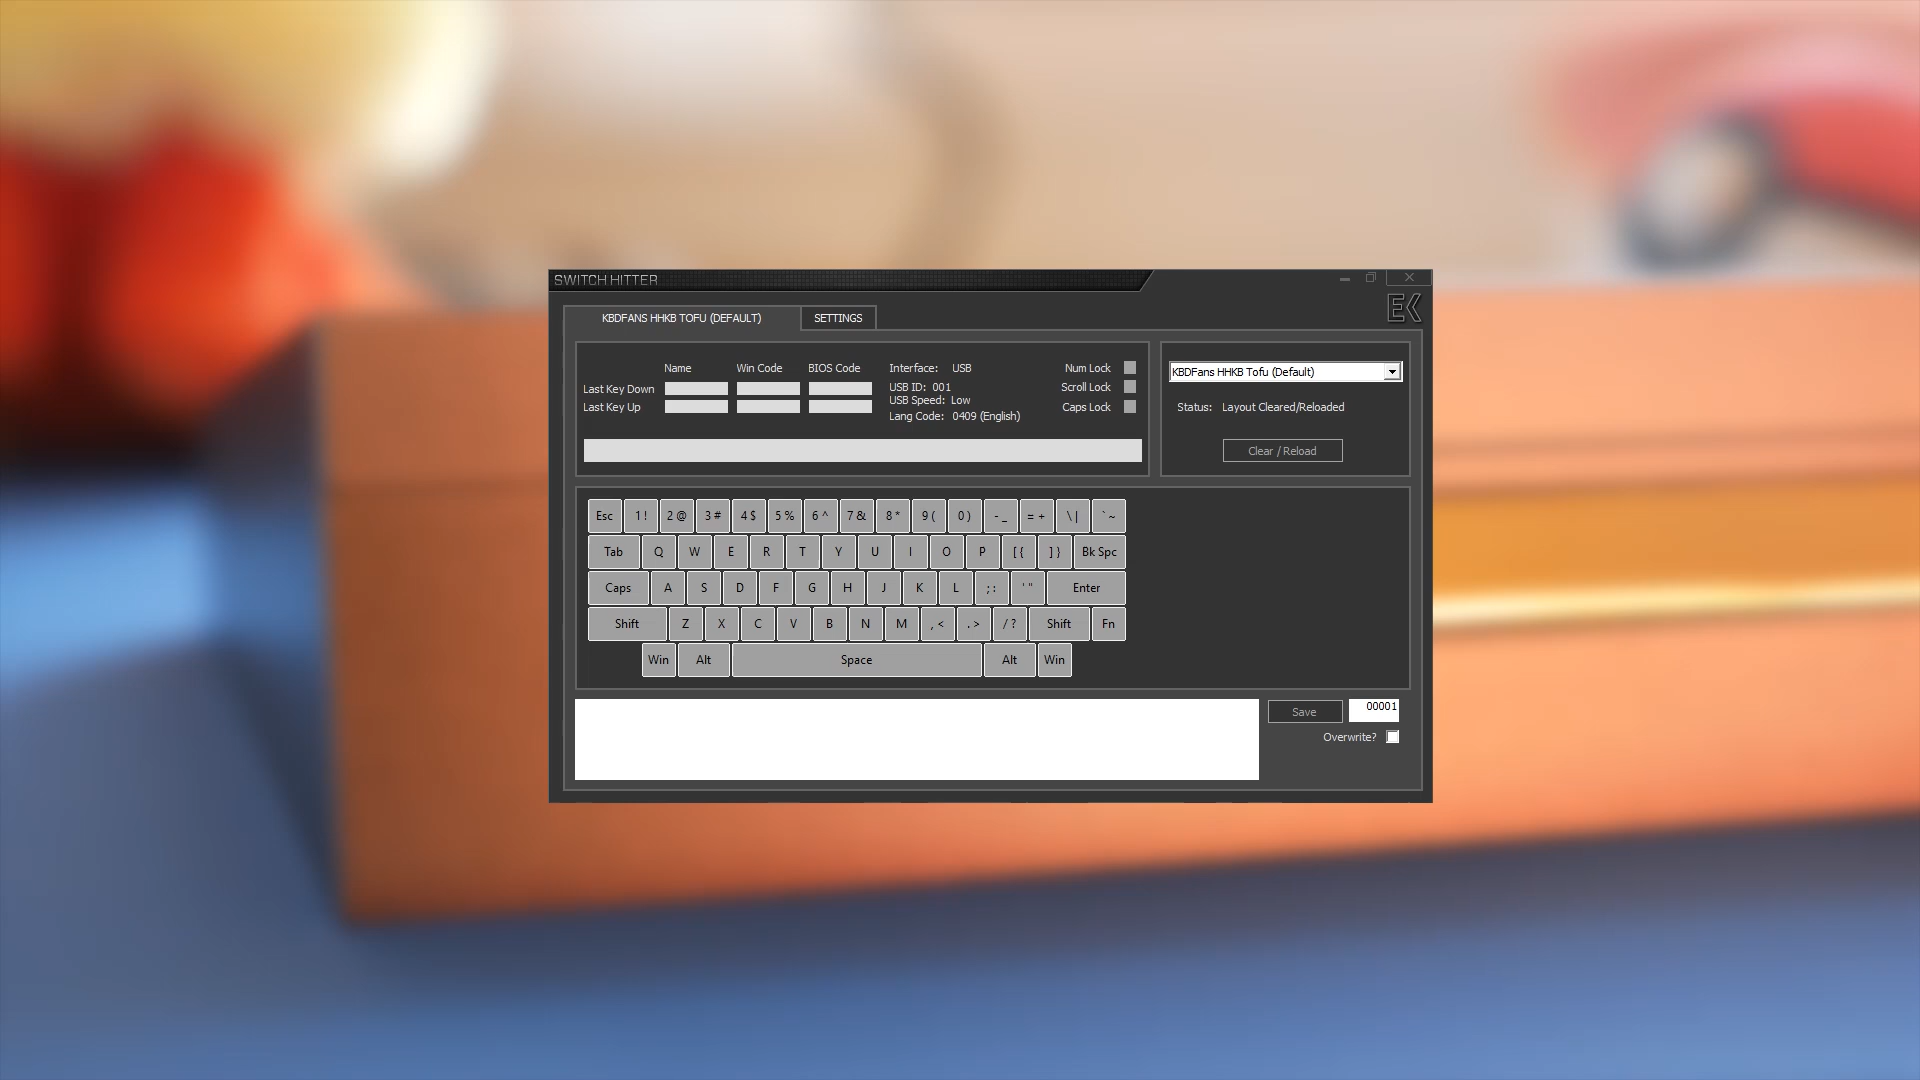 SWITCH HITTER
EK
KBDFANS HHKB TOFU (DEFAULT)
SETTINGS
Name Win Code BIOS Code Interface: USB Num Lock
Last Key Down USB ID: 001 Scroll Lock
USB Speed: Low
Last Key Up Lang Code: 0409 (English) Caps Lock
KBDFans HHKB Tofu (Default)
Status: Layout Cleared/Reloaded
Clear / Reload
Esc 1 ! 2 @ 3 # 4 $ 5 % 6 ^ 7 & 8 * 9 ( 0 ) - _ = + \ | ` ~
Tab Q W E R T Y U I O P [ { ] } Bk Spc
Caps A S D F G H J K L ; : ' " Enter
Shift Z X C V B N M , < . > / ? Shift Fn
Win Alt Space Alt Win
Save 00001
Overwrite?